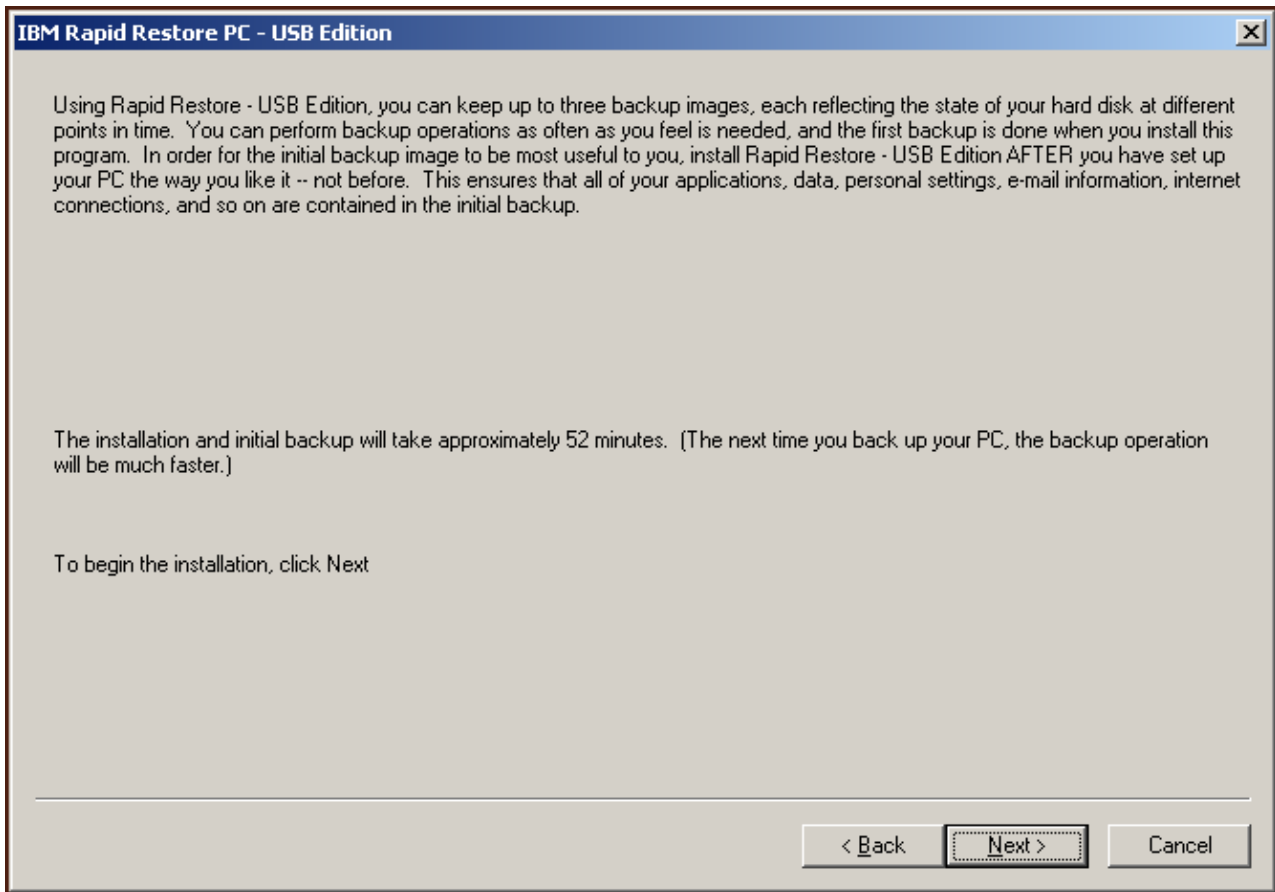 IBM Rapid Restore PC - USB Edition
Using Rapid Restore - USB Edition, you can keep up to three backup images, each reflecting the state of your hard disk at different
points in time.  You can perform backup operations as often as you feel is needed, and the first backup is done when you install this
program.  In order for the initial backup image to be most useful to you, install Rapid Restore - USB Edition AFTER you have set up
your PC the way you like it -- not before.  This ensures that all of your applications, data, personal settings, e-mail information, internet
connections, and so on are contained in the initial backup.
The installation and initial backup will take approximately 52 minutes.  (The next time you back up your PC, the backup operation
will be much faster.)
To begin the installation, click Next
< Back Next > Cancel